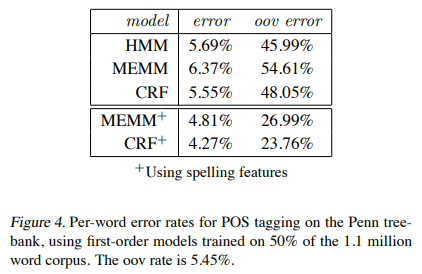 model error oov error
HMM 5.69% 45.99%
MEMM 6.37% 54.61%
CRF 5.55% 48.05%
MEMM+ 4.81% 26.99%
CRF+ 4.27% 23.76%
+Using spelling features
Figure 4. Per-word error rates for POS tagging on the Penn tree-
bank, using first-order models trained on 50% of the 1.1 million
word corpus. The oov rate is 5.45%.